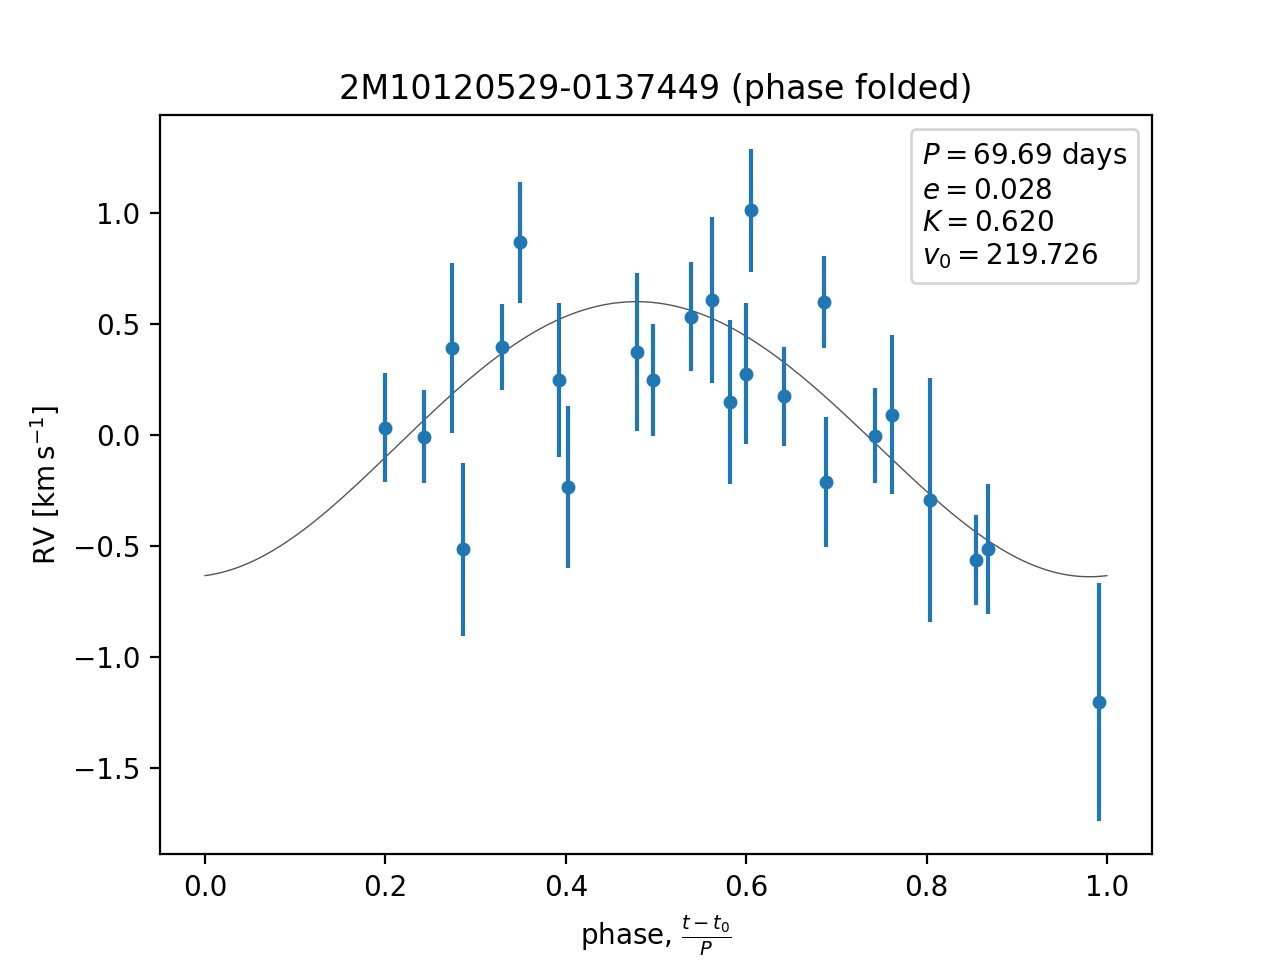 2M10120529-0137449 (phase folded)
P = 69.69 days
e = 0.028
K = 0.620
v₀ = 219.726
RV [km s⁻¹]
1.0
0.5
0.0
−0.5
−1.0
−1.5
0.0 0.2 0.4 0.6 0.8 1.0
phase, (t − t₀)/P